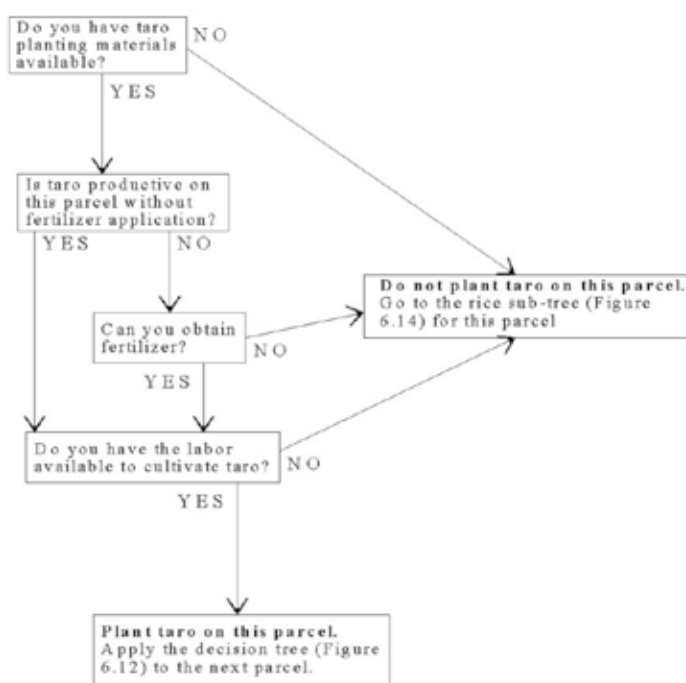 Do you have taro
planting materials
available?
NO
YES
Is taro productive on
this parcel without
fertilizer application?
YES
NO
Do not plant taro on this parcel.
Go to the rice sub-tree (Figure
6.14) for this parcel
Can you obtain
fertilizer?
NO
YES
Do you have the labor
available to cultivate taro?
NO
YES
Plant taro on this parcel.
Apply the decision tree (Figure
6.12) to the next parcel.